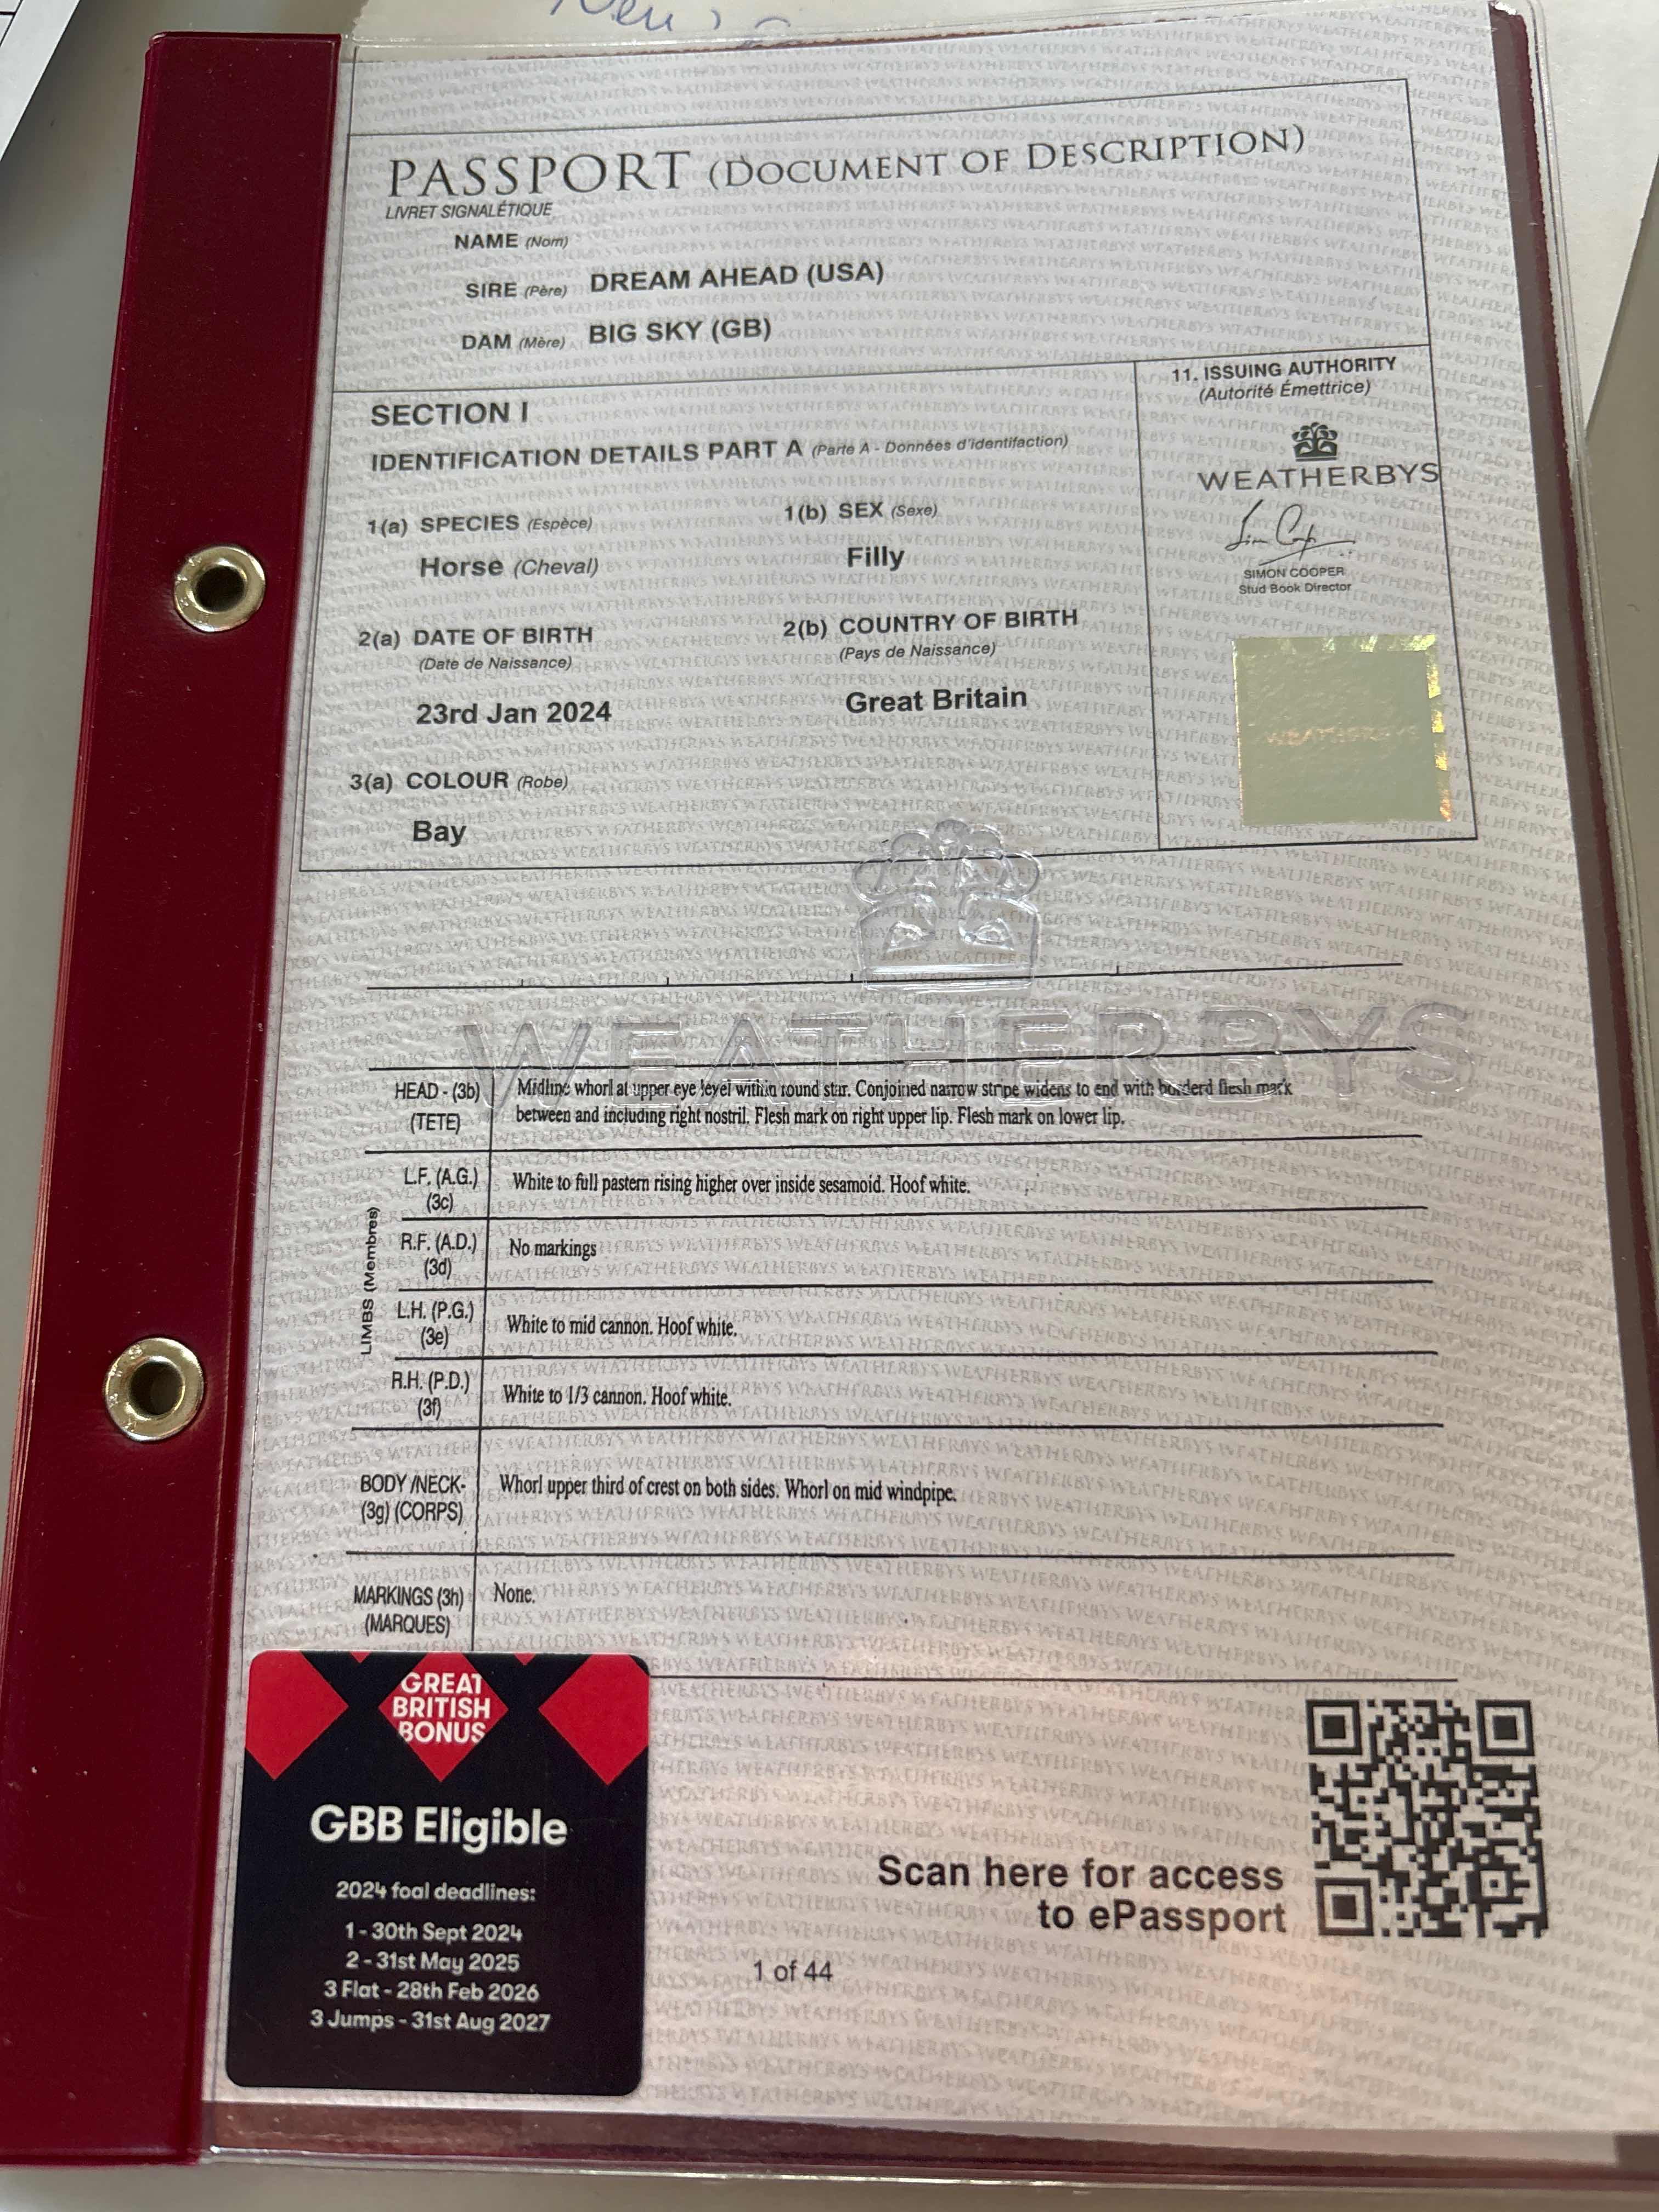 PASSPORT (DOCUMENT OF DESCRIPTION)
LIVRET SIGNALÉTIQUE
NAME (Nom)
SIRE (Père) DREAM AHEAD (USA)
DAM (Mère) BIG SKY (GB)
SECTION I
IDENTIFICATION DETAILS PART A (Parte A - Données d'identifaction)
1(a) SPECIES (Espèce)
Horse (Cheval)
1(b) SEX (Sexe)
Filly
2(a) DATE OF BIRTH
(Date de Naissance)
23rd Jan 2024
2(b) COUNTRY OF BIRTH
(Pays de Naissance)
Great Britain
3(a) COLOUR (Robe)
Bay
11. ISSUING AUTHORITY
(Autorité Émettrice)
WEATHERBYS
SIMON COOPER
Stud Book Director
WEATHERBYS
WEATHERBYS
HEAD - (3b)
(TETE)
Midline whorl at upper eye level within round star. Conjoined narrow stripe widens to end with borderd flesh mark
between and including right nostril. Flesh mark on right upper lip. Flesh mark on lower lip.
LIMBS (Membres)
L.F. (A.G.)
(3c)
White to full pastern rising higher over inside sesamoid. Hoof white.
R.F. (A.D.)
(3d)
No markings
L.H. (P.G.)
(3e)
White to mid cannon. Hoof white.
R.H. (P.D.)
(3f)
White to 1/3 cannon. Hoof white.
BODY /NECK-
(3g) (CORPS)
Whorl upper third of crest on both sides. Whorl on mid windpipe.
MARKINGS (3h)
(MARQUES)
None.
GREAT
BRITISH
BONUS
GBB Eligible
2024 foal deadlines:
1 - 30th Sept 2024
2 - 31st May 2025
3 Flat - 28th Feb 2026
3 Jumps - 31st Aug 2027
Scan here for access
to ePassport
1 of 44